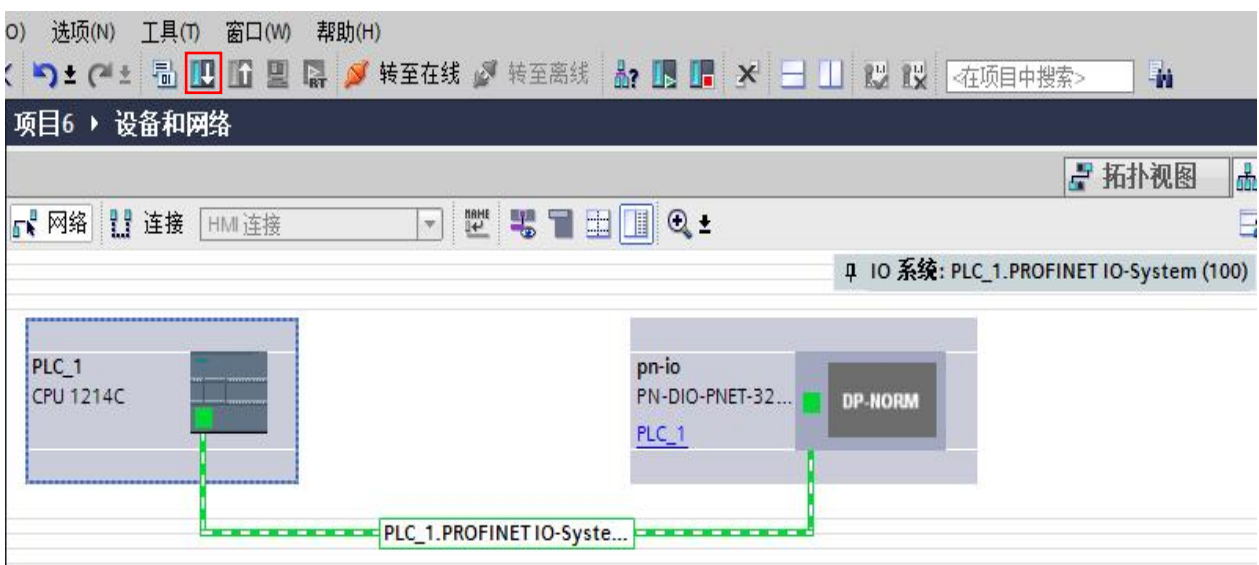 O) 选项(N) 工具(T) 窗口(W) 帮助(H)
RT 转至在线 转至离线 <在项目中搜索>
项目6 设备和网络
拓扑视图
网络 连接 HMI 连接 NAME
IO 系统: PLC_1.PROFINET IO-System (100)
PLC_1
CPU 1214C
pn-io
PN-DIO-PNET-32...
PLC_1
DP-NORM
PLC_1.PROFINET IO-Syste...